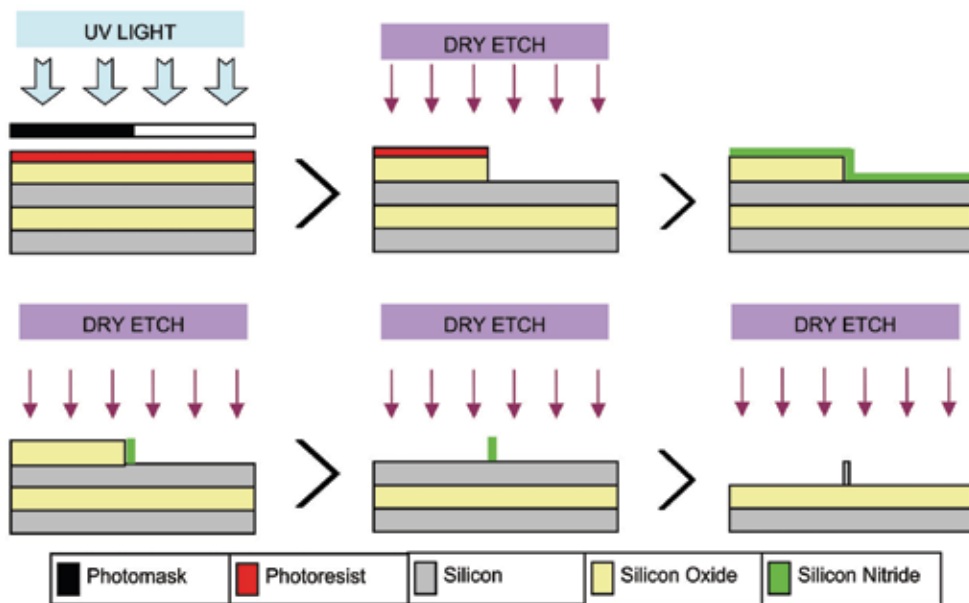 UV LIGHT
DRY ETCH
DRY ETCH
DRY ETCH
DRY ETCH
Photomask
Photoresist
Silicon
Silicon Oxide
Silicon Nitride